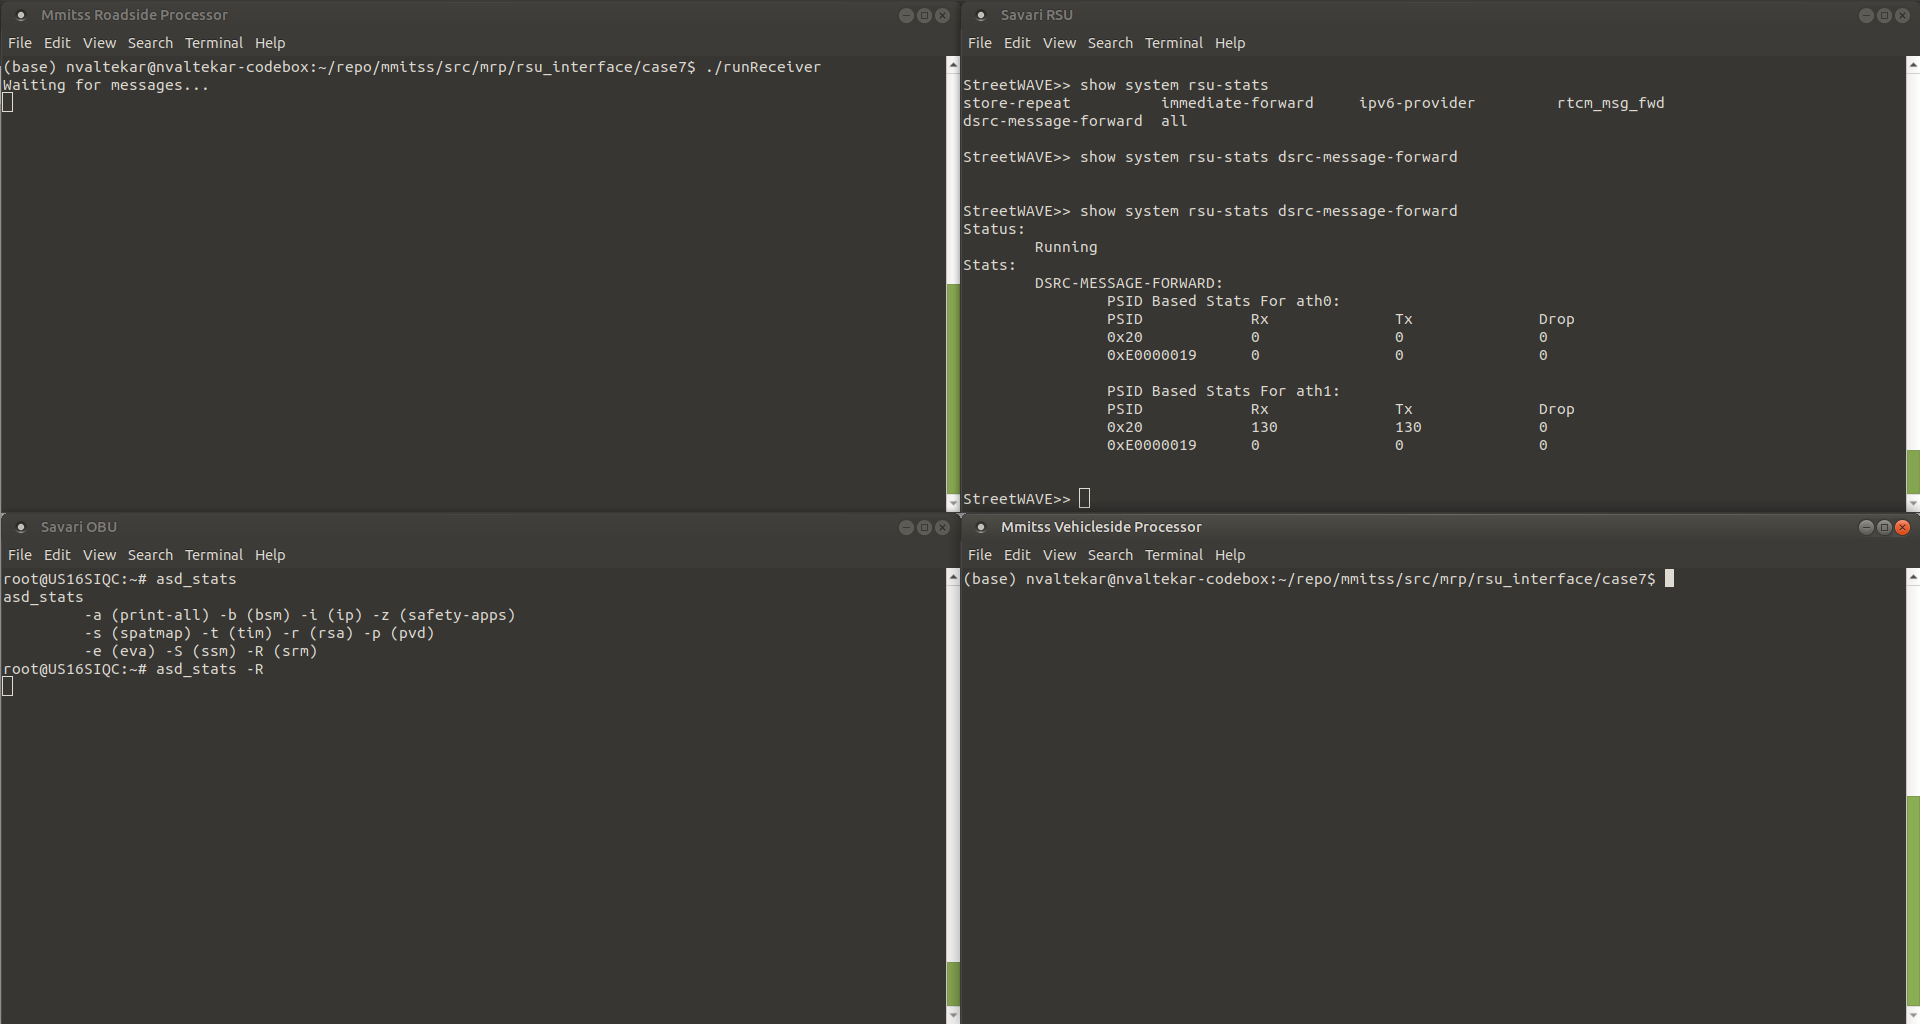 Mmitss Roadside Processor
File Edit View Search Terminal Help
(base) nvaltekar@nvaltekar-codebox:~/repo/mmitss/src/mrp/rsu_interface/case7$ ./runReceiver
Waiting for messages...
Savari RSU
File Edit View Search Terminal Help
StreetWAVE>> show system rsu-stats
store-repeat          immediate-forward     ipv6-provider         rtcm_msg_fwd
dsrc-message-forward  all
StreetWAVE>> show system rsu-stats dsrc-message-forward
StreetWAVE>> show system rsu-stats dsrc-message-forward
Status:
        Running
Stats:
        DSRC-MESSAGE-FORWARD:
                PSID Based Stats For ath0:
                PSID            Rx              Tx              Drop
                0x20            0               0               0
                0xE0000019      0               0               0
                PSID Based Stats For ath1:
                PSID            Rx              Tx              Drop
                0x20            130             130             0
                0xE0000019      0               0               0
StreetWAVE>>
Savari OBU
File Edit View Search Terminal Help
root@US16SIQC:~# asd_stats
asd_stats
         -a (print-all) -b (bsm) -i (ip) -z (safety-apps)
         -s (spatmap) -t (tim) -r (rsa) -p (pvd)
         -e (eva) -S (ssm) -R (srm)
root@US16SIQC:~# asd_stats -R
Mmitss Vehicleside Processor
File Edit View Search Terminal Help
(base) nvaltekar@nvaltekar-codebox:~/repo/mmitss/src/mrp/rsu_interface/case7$